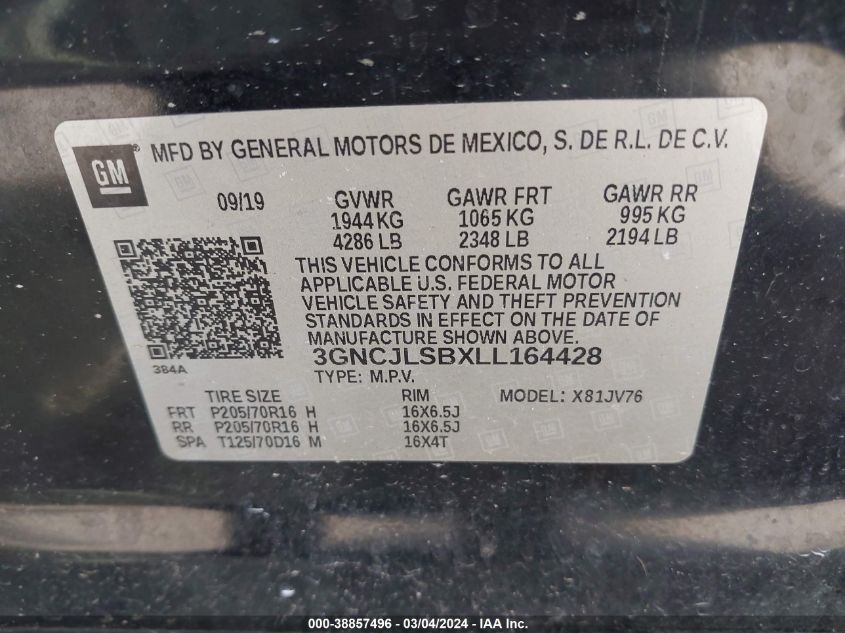 GM
MFD BY GENERAL MOTORS DE MEXICO, S. DE R.L. DE C.V.
09/19 GVWR GAWR FRT GAWR RR
1944 KG 1065 KG 995 KG
4286 LB 2348 LB 2194 LB
THIS VEHICLE CONFORMS TO ALL
APPLICABLE U.S. FEDERAL MOTOR
VEHICLE SAFETY AND THEFT PREVENTION
STANDARDS IN EFFECT ON THE DATE OF
MANUFACTURE SHOWN ABOVE.
384A 3GNCJLSBXLL164428
TYPE: M.P.V.
TIRE SIZE RIM MODEL: X81JV76
FRT P205/70R16 H 16X6.5J
RR P205/70R16 H 16X6.5J
SPA T125/70D16 M 16X4T
000-38857496 - 03/04/2024 - IAA Inc.